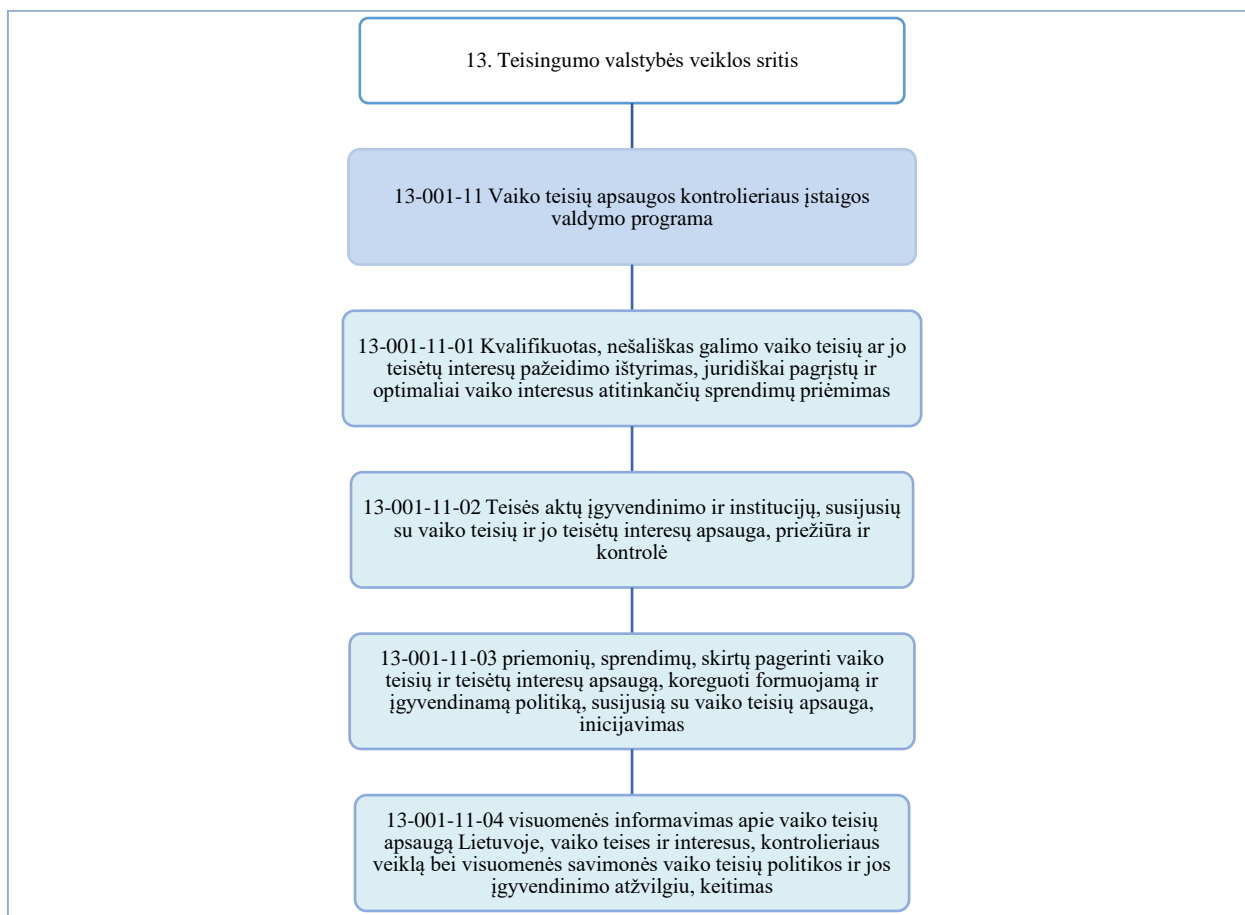 13. Teisingumo valstybės veiklos sritis
13-001-11 Vaiko teisių apsaugos kontrolieriaus įstaigos
valdymo programa
13-001-11-01 Kvalifikuotas, nešališkas galimo vaiko teisių ar jo
teisėtų interesų pažeidimo ištyrimas, juridiškai pagrįstų ir
optimaliai vaiko interesus atitinkančių sprendimų priėmimas
13-001-11-02 Teisės aktų įgyvendinimo ir institucijų, susijusių
su vaiko teisių ir jo teisėtų interesų apsauga, priežiūra ir
kontrolė
13-001-11-03 priemonių, sprendimų, skirtų pagerinti vaiko
teisių ir teisėtų interesų apsaugą, koreguoti formuojamą ir
įgyvendinamą politiką, susijusią su vaiko teisių apsauga,
inicijavimas
13-001-11-04 visuomenės informavimas apie vaiko teisių
apsaugą Lietuvoje, vaiko teises ir interesus, kontrolieriaus
veiklą bei visuomenės savimonės vaiko teisių politikos ir jos
įgyvendinimo atžvilgiu, keitimas